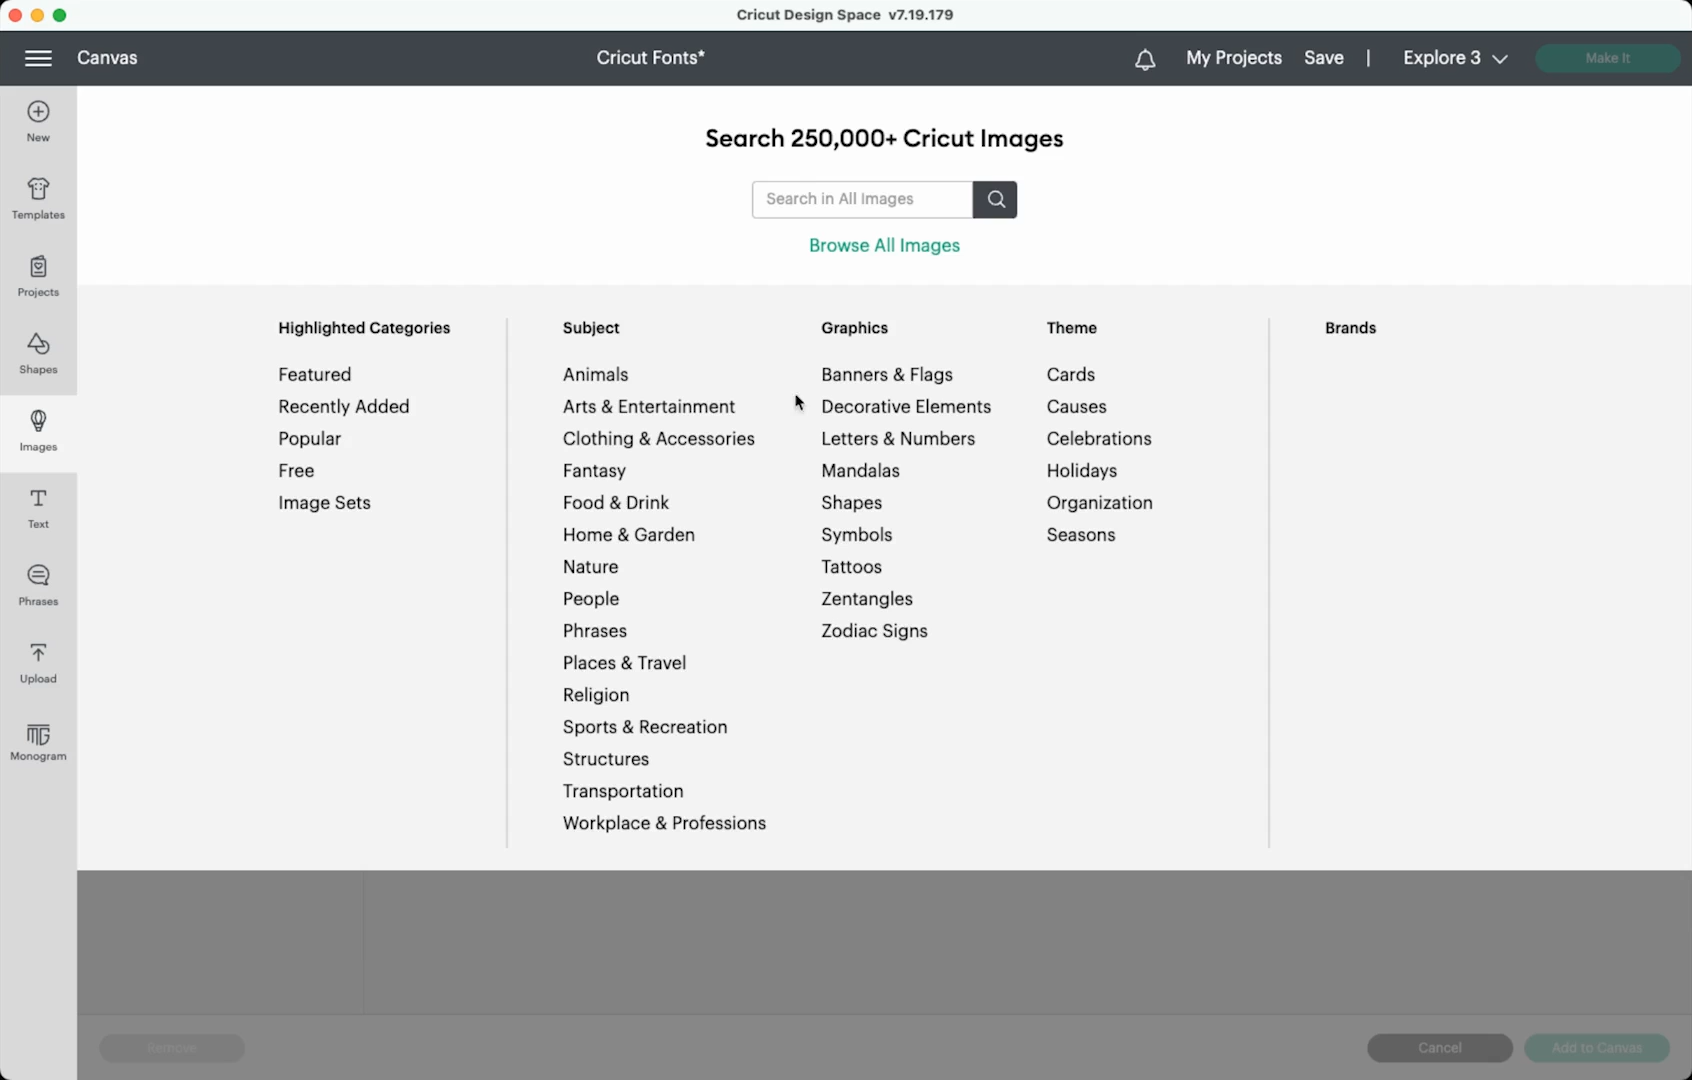 Cricut Design Space v7.19.179
Canvas
Cricut Fonts*
My Projects
Save
|
Explore 3
Make It
New
Templates
Projects
Shapes
Images
Text
Phrases
Upload
Monogram
Search 250,000+ Cricut Images
Search in All Images
Browse All Images
Highlighted Categories
Featured
Recently Added
Popular
Free
Image Sets
Subject
Animals
Arts & Entertainment
Clothing & Accessories
Fantasy
Food & Drink
Home & Garden
Nature
People
Phrases
Places & Travel
Religion
Sports & Recreation
Structures
Transportation
Workplace & Professions
Graphics
Banners & Flags
Decorative Elements
Letters & Numbers
Mandalas
Shapes
Symbols
Tattoos
Zentangles
Zodiac Signs
Theme
Cards
Causes
Celebrations
Holidays
Organization
Seasons
Brands
Remove
Cancel
Add to Canvas